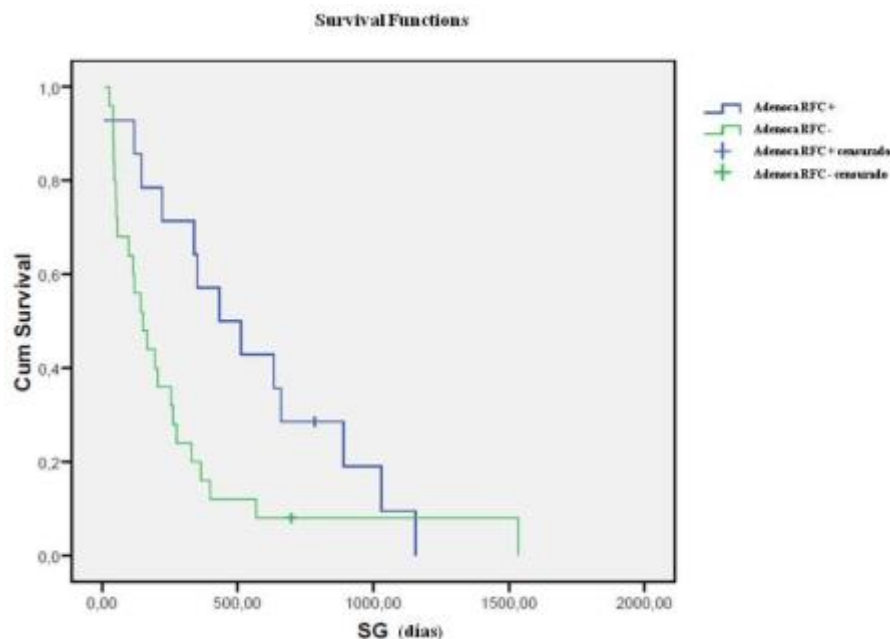 Survival Functions
1,0
0,8
0,6
0,4
0,2
0,0
Cum Survival
0,00
500,00
1000,00
1500,00
2000,00
SG (días)
Adenoca RFC +
Adenoca RFC -
Adenoca RFC + censurado
Adenoca RFC - censurado